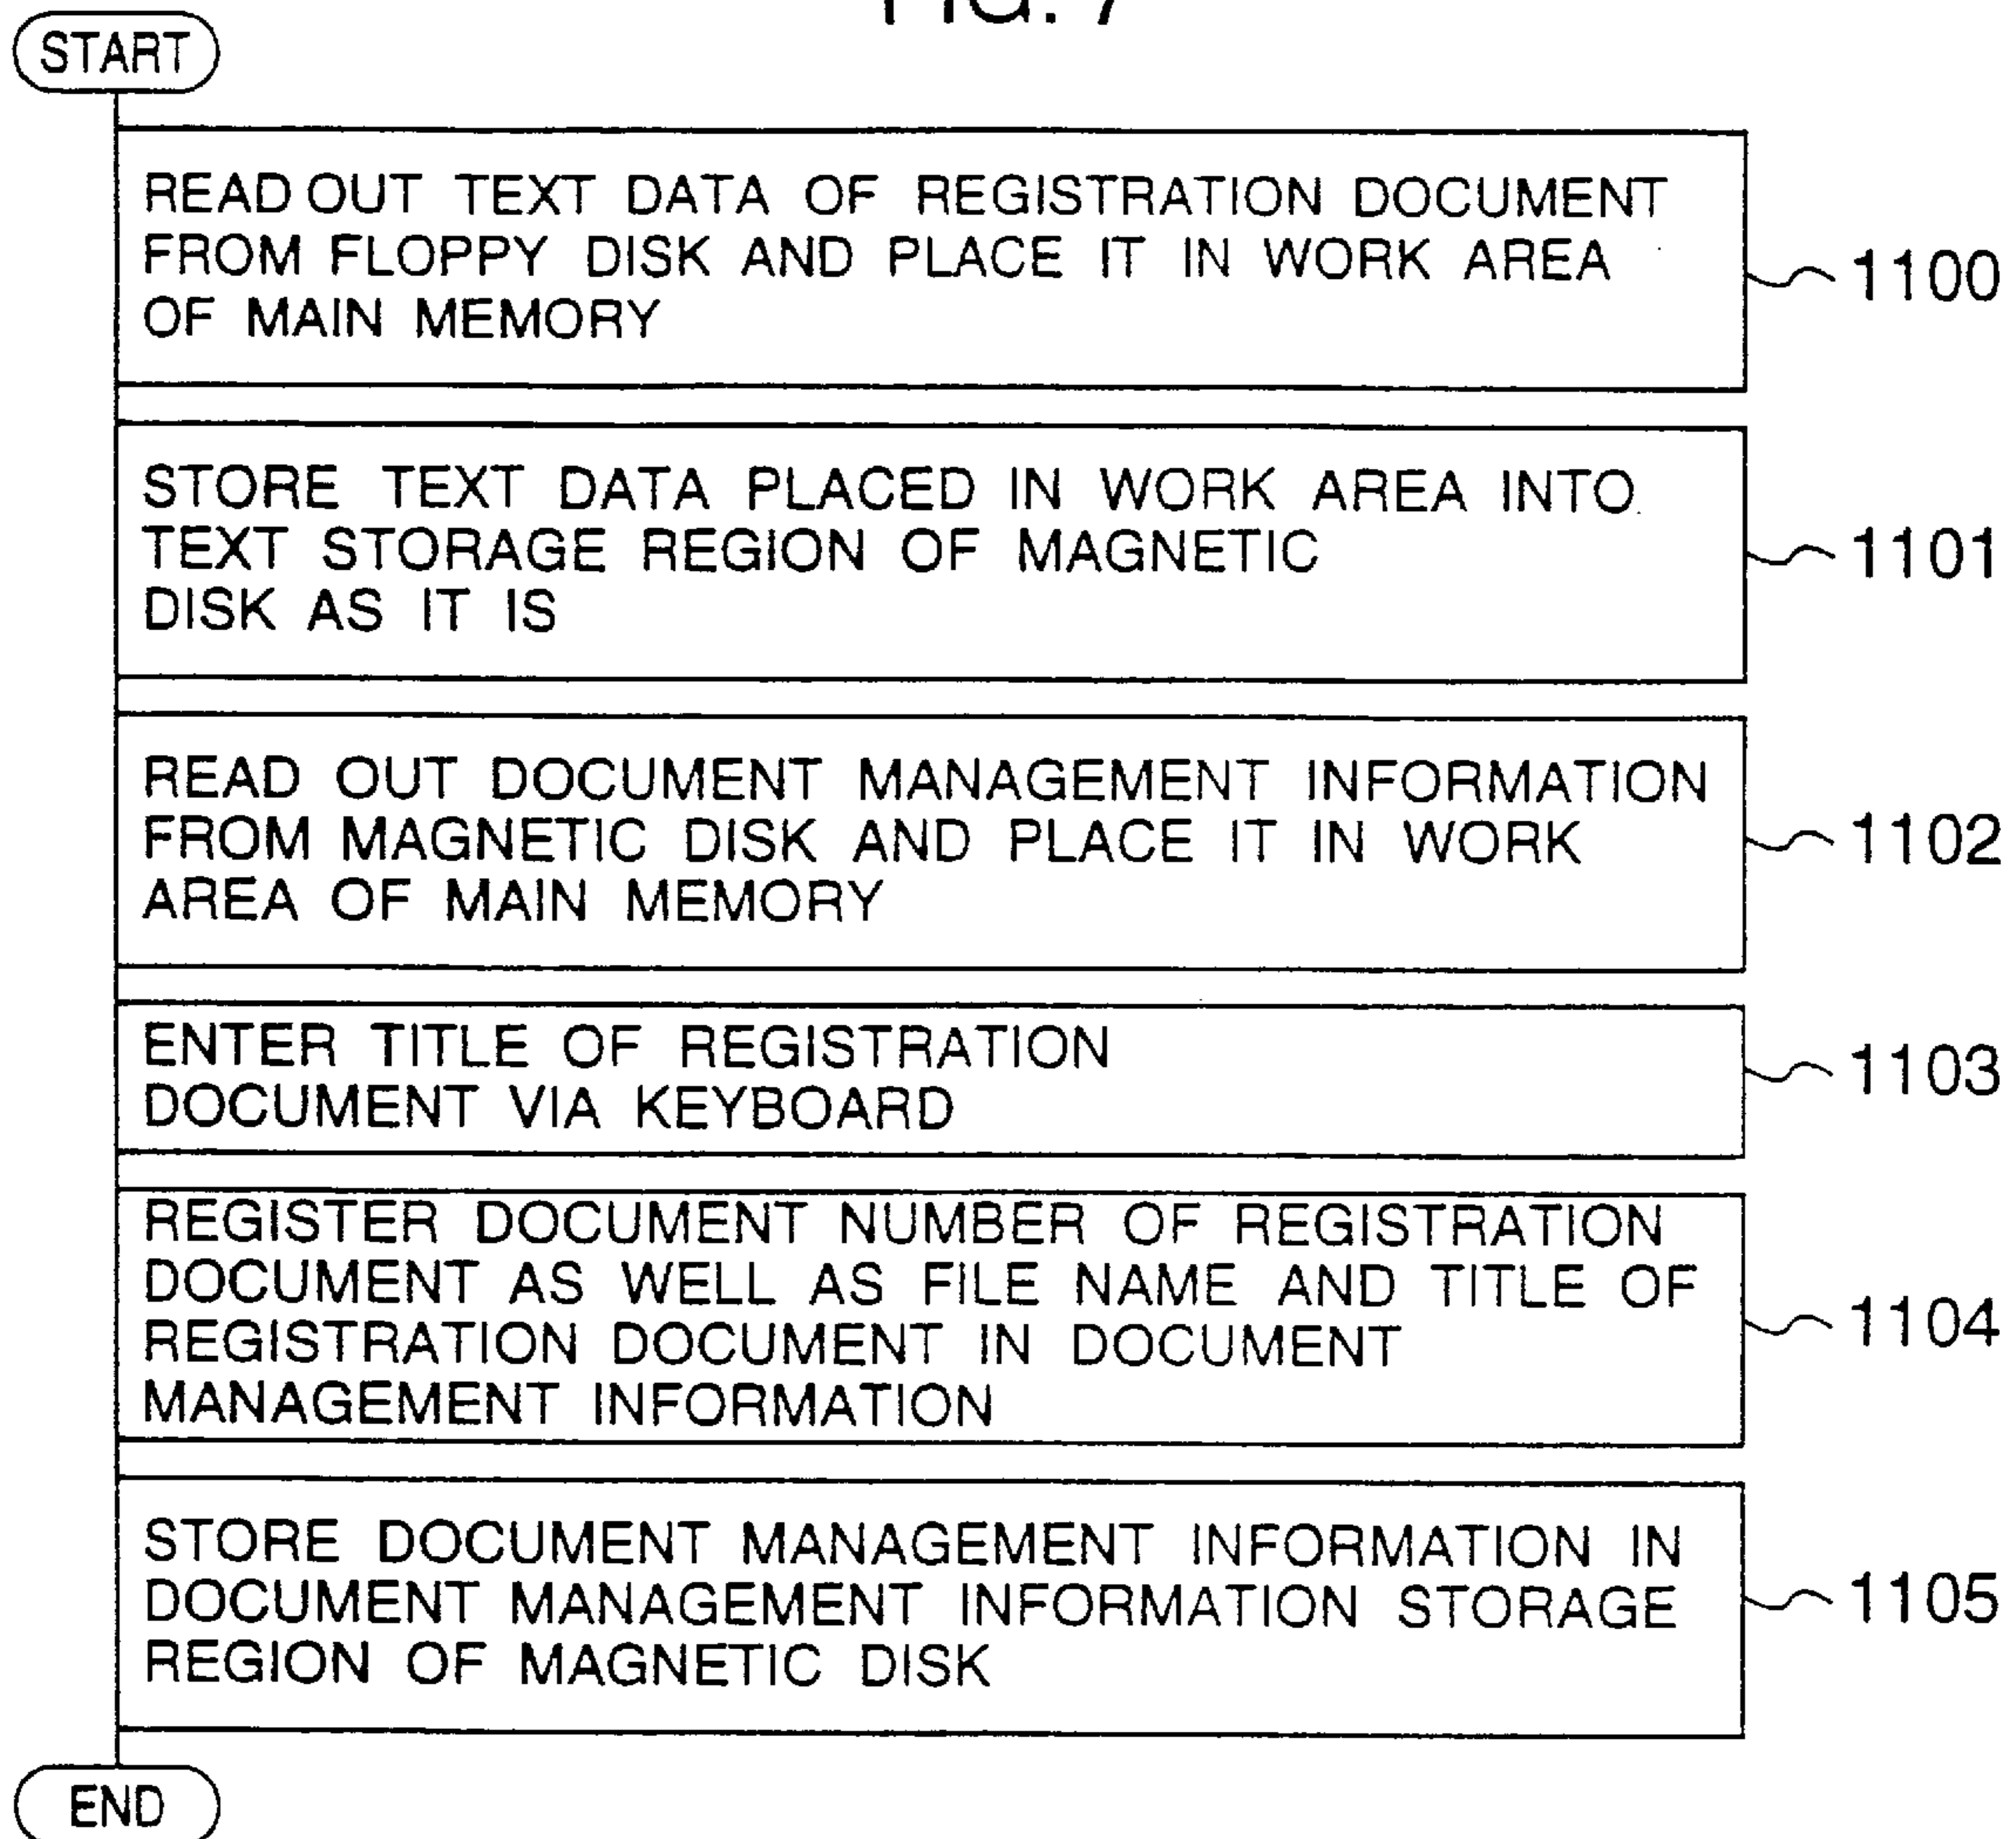 FIG. 7
START
READ OUT TEXT DATA OF REGISTRATION DOCUMENT
FROM FLOPPY DISK AND PLACE IT IN WORK AREA
OF MAIN MEMORY
1100
STORE TEXT DATA PLACED IN WORK AREA INTO
TEXT STORAGE REGION OF MAGNETIC
DISK AS IT IS
1101
READ OUT DOCUMENT MANAGEMENT INFORMATION
FROM MAGNETIC DISK AND PLACE IT IN WORK
AREA OF MAIN MEMORY
1102
ENTER TITLE OF REGISTRATION
DOCUMENT VIA KEYBOARD
1103
REGISTER DOCUMENT NUMBER OF REGISTRATION
DOCUMENT AS WELL AS FILE NAME AND TITLE OF
REGISTRATION DOCUMENT IN DOCUMENT
MANAGEMENT INFORMATION
1104
STORE DOCUMENT MANAGEMENT INFORMATION IN
DOCUMENT MANAGEMENT INFORMATION STORAGE
REGION OF MAGNETIC DISK
1105
END